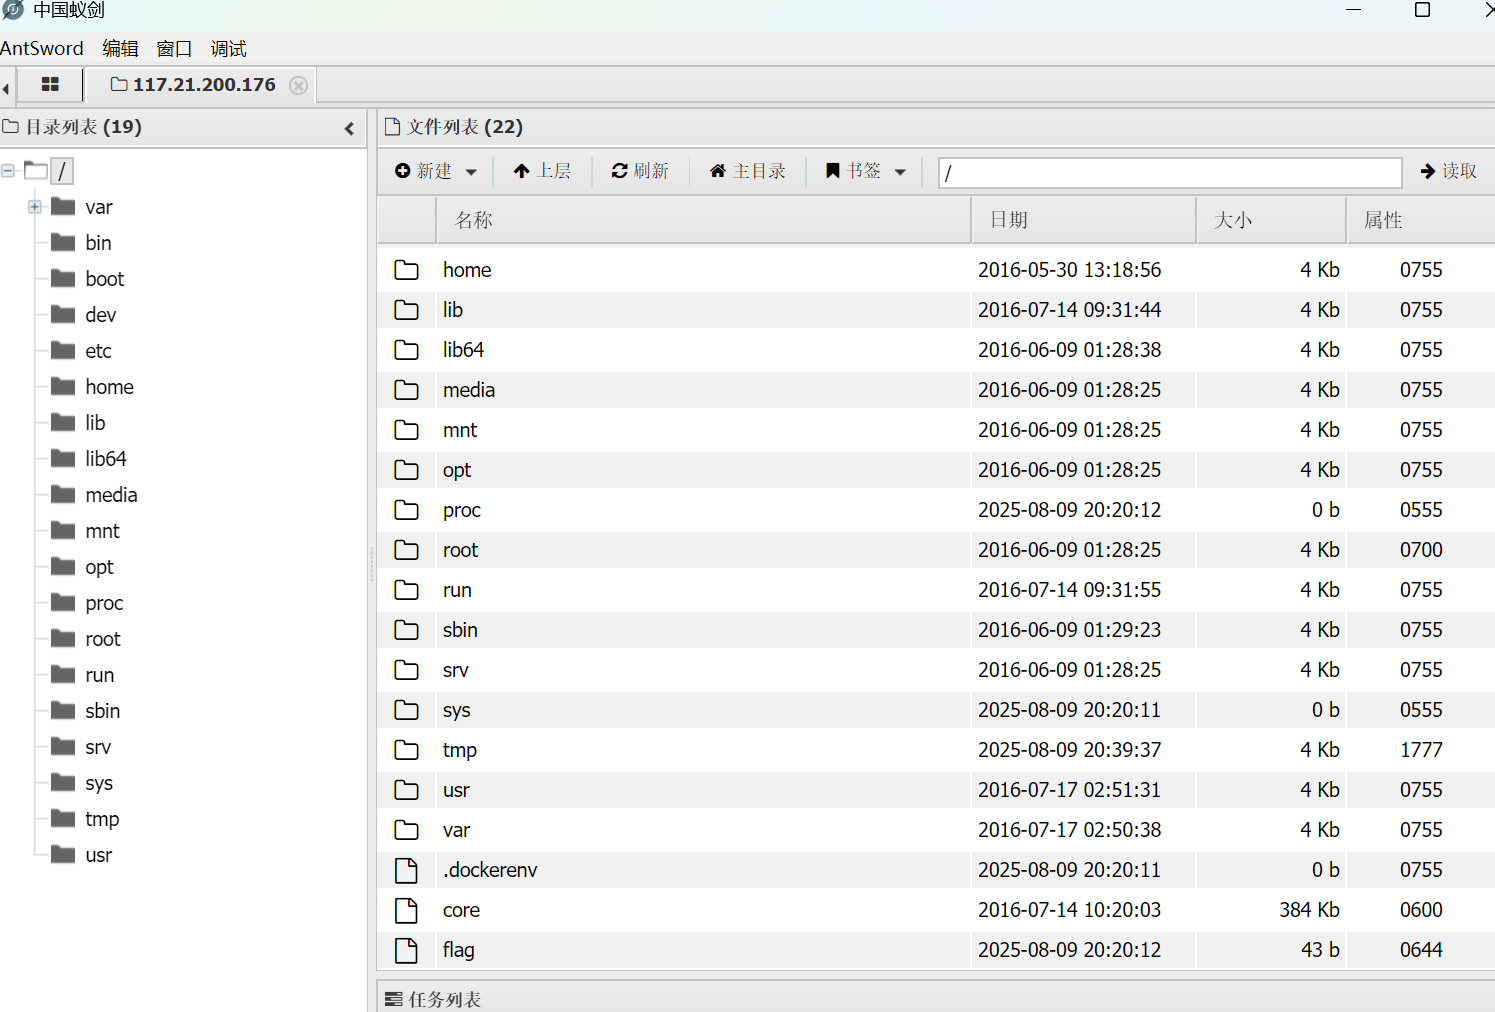 中国蚁剑
AntSword 编辑 窗口 调试
117.21.200.176
目录列表 (19)
/
var
bin
boot
dev
etc
home
lib
lib64
media
mnt
opt
proc
root
run
sbin
srv
sys
tmp
usr
文件列表 (22)
新建 上层 刷新 主目录 书签 / 读取
名称 日期 大小 属性
home 2016-05-30 13:18:56 4 Kb 0755
lib 2016-07-14 09:31:44 4 Kb 0755
lib64 2016-06-09 01:28:38 4 Kb 0755
media 2016-06-09 01:28:25 4 Kb 0755
mnt 2016-06-09 01:28:25 4 Kb 0755
opt 2016-06-09 01:28:25 4 Kb 0755
proc 2025-08-09 20:20:12 0 b 0555
root 2016-06-09 01:28:25 4 Kb 0700
run 2016-07-14 09:31:55 4 Kb 0755
sbin 2016-06-09 01:29:23 4 Kb 0755
srv 2016-06-09 01:28:25 4 Kb 0755
sys 2025-08-09 20:20:11 0 b 0555
tmp 2025-08-09 20:39:37 4 Kb 1777
usr 2016-07-17 02:51:31 4 Kb 0755
var 2016-07-17 02:50:38 4 Kb 0755
.dockerenv 2025-08-09 20:20:11 0 b 0755
core 2016-07-14 10:20:03 384 Kb 0600
flag 2025-08-09 20:20:12 43 b 0644
任务列表